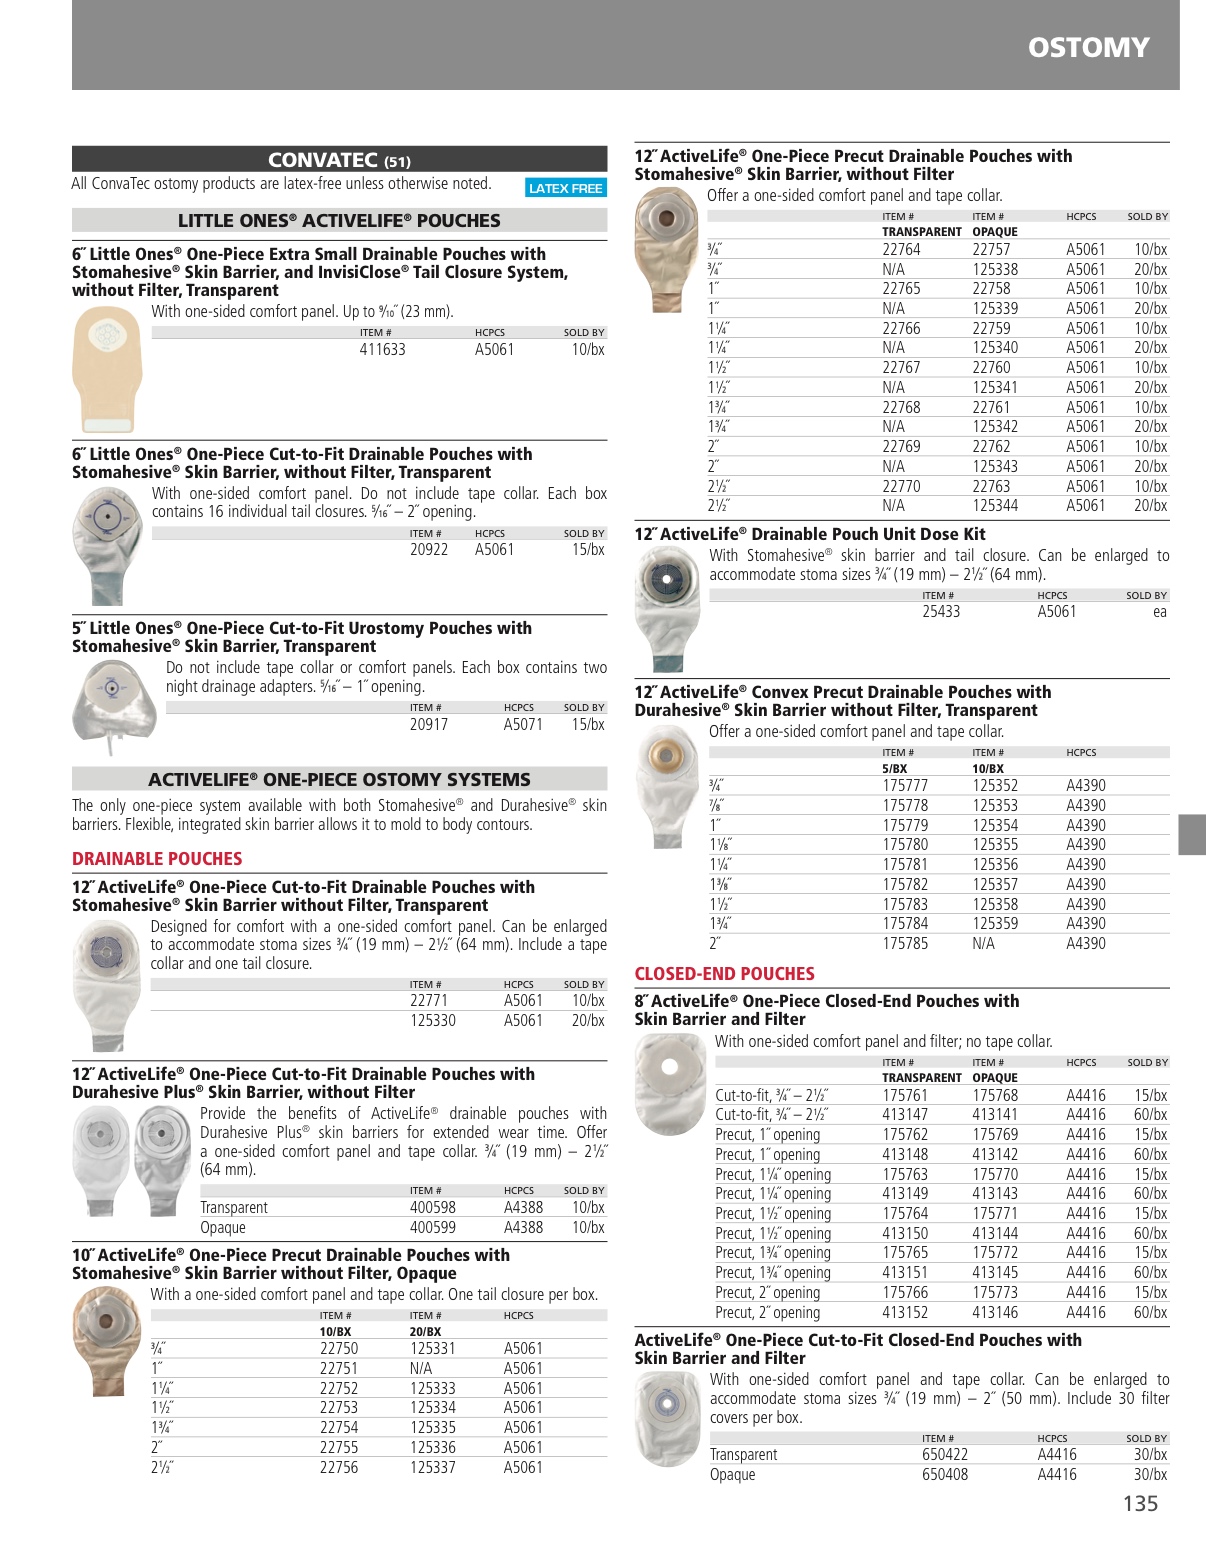 OSTOMY
CONVATEC (51)
All ConvaTec ostomy products are latex-free unless otherwise noted.
LATEX FREE
LITTLE ONES® ACTIVELIFE® POUCHES
6˝ Little Ones® One-Piece Extra Small Drainable Pouches with
Stomahesive® Skin Barrier, and InvisiClose® Tail Closure System,
without Filter, Transparent
With one-sided comfort panel. Up to 9⁄10˝ (23 mm).
ITEM # HCPCS SOLD BY
411633 A5061 10/bx
6˝ Little Ones® One-Piece Cut-to-Fit Drainable Pouches with
Stomahesive® Skin Barrier, without Filter, Transparent
With one-sided comfort panel. Do not include tape collar. Each box
contains 16 individual tail closures. 5⁄16˝ – 2˝ opening.
ITEM # HCPCS SOLD BY
20922 A5061 15/bx
5˝ Little Ones® One-Piece Cut-to-Fit Urostomy Pouches with
Stomahesive® Skin Barrier, Transparent
Do not include tape collar or comfort panels. Each box contains two
night drainage adapters. 5⁄16˝ – 1˝ opening.
ITEM # HCPCS SOLD BY
20917 A5071 15/bx
ACTIVELIFE® ONE-PIECE OSTOMY SYSTEMS
The only one-piece system available with both Stomahesive® and Durahesive® skin
barriers. Flexible, integrated skin barrier allows it to mold to body contours.
DRAINABLE POUCHES
12˝ ActiveLife® One-Piece Cut-to-Fit Drainable Pouches with
Stomahesive® Skin Barrier without Filter, Transparent
Designed for comfort with a one-sided comfort panel. Can be enlarged
to accommodate stoma sizes ¾˝ (19 mm) – 2½˝ (64 mm). Include a tape
collar and one tail closure.
ITEM # HCPCS SOLD BY
22771 A5061 10/bx
125330 A5061 20/bx
12˝ ActiveLife® One-Piece Cut-to-Fit Drainable Pouches with
Durahesive Plus® Skin Barrier, without Filter
Provide the benefits of ActiveLife® drainable pouches with
Durahesive Plus® skin barriers for extended wear time. Offer
a one-sided comfort panel and tape collar. ¾˝ (19 mm) – 2½˝
(64 mm).
ITEM # HCPCS SOLD BY
Transparent 400598 A4388 10/bx
Opaque 400599 A4388 10/bx
10˝ ActiveLife® One-Piece Precut Drainable Pouches with
Stomahesive® Skin Barrier without Filter, Opaque
With a one-sided comfort panel and tape collar. One tail closure per box.
ITEM # ITEM # HCPCS
10/BX 20/BX
¾˝ 22750 125331 A5061
1˝ 22751 N/A A5061
1¼˝ 22752 125333 A5061
1½˝ 22753 125334 A5061
1¾˝ 22754 125335 A5061
2˝ 22755 125336 A5061
2½˝ 22756 125337 A5061
12˝ ActiveLife® One-Piece Precut Drainable Pouches with
Stomahesive® Skin Barrier, without Filter
Offer a one-sided comfort panel and tape collar.
ITEM # ITEM # HCPCS SOLD BY
TRANSPARENT OPAQUE
¾˝ 22764 22757 A5061 10/bx
¾˝ N/A 125338 A5061 20/bx
1˝ 22765 22758 A5061 10/bx
1˝ N/A 125339 A5061 20/bx
1¼˝ 22766 22759 A5061 10/bx
1¼˝ N/A 125340 A5061 20/bx
1½˝ 22767 22760 A5061 10/bx
1½˝ N/A 125341 A5061 20/bx
1¾˝ 22768 22761 A5061 10/bx
1¾˝ N/A 125342 A5061 20/bx
2˝ 22769 22762 A5061 10/bx
2˝ N/A 125343 A5061 20/bx
2½˝ 22770 22763 A5061 10/bx
2½˝ N/A 125344 A5061 20/bx
12˝ ActiveLife® Drainable Pouch Unit Dose Kit
With Stomahesive® skin barrier and tail closure. Can be enlarged to
accommodate stoma sizes ¾˝ (19 mm) – 2½˝ (64 mm).
ITEM # HCPCS SOLD BY
25433 A5061 ea
12˝ ActiveLife® Convex Precut Drainable Pouches with
Durahesive® Skin Barrier without Filter, Transparent
Offer a one-sided comfort panel and tape collar.
ITEM # ITEM # HCPCS
5/BX 10/BX
¾˝ 175777 125352 A4390
⅞˝ 175778 125353 A4390
1˝ 175779 125354 A4390
1⅛˝ 175780 125355 A4390
1¼˝ 175781 125356 A4390
1⅜˝ 175782 125357 A4390
1½˝ 175783 125358 A4390
1¾˝ 175784 125359 A4390
2˝ 175785 N/A A4390
CLOSED-END POUCHES
8˝ ActiveLife® One-Piece Closed-End Pouches with
Skin Barrier and Filter
With one-sided comfort panel and filter; no tape collar.
ITEM # ITEM # HCPCS SOLD BY
TRANSPARENT OPAQUE
Cut-to-fit, ¾˝ – 2½˝ 175761 175768 A4416 15/bx
Cut-to-fit, ¾˝ – 2½˝ 413147 413141 A4416 60/bx
Precut, 1˝ opening 175762 175769 A4416 15/bx
Precut, 1˝ opening 413148 413142 A4416 60/bx
Precut, 1¼˝ opening 175763 175770 A4416 15/bx
Precut, 1¼˝ opening 413149 413143 A4416 60/bx
Precut, 1½˝ opening 175764 175771 A4416 15/bx
Precut, 1½˝ opening 413150 413144 A4416 60/bx
Precut, 1¾˝ opening 175765 175772 A4416 15/bx
Precut, 1¾˝ opening 413151 413145 A4416 60/bx
Precut, 2˝ opening 175766 175773 A4416 15/bx
Precut, 2˝ opening 413152 413146 A4416 60/bx
ActiveLife® One-Piece Cut-to-Fit Closed-End Pouches with
Skin Barrier and Filter
With one-sided comfort panel and tape collar. Can be enlarged to
accommodate stoma sizes ¾˝ (19 mm) – 2˝ (50 mm). Include 30 filter
covers per box.
ITEM # HCPCS SOLD BY
Transparent 650422 A4416 30/bx
Opaque 650408 A4416 30/bx
135